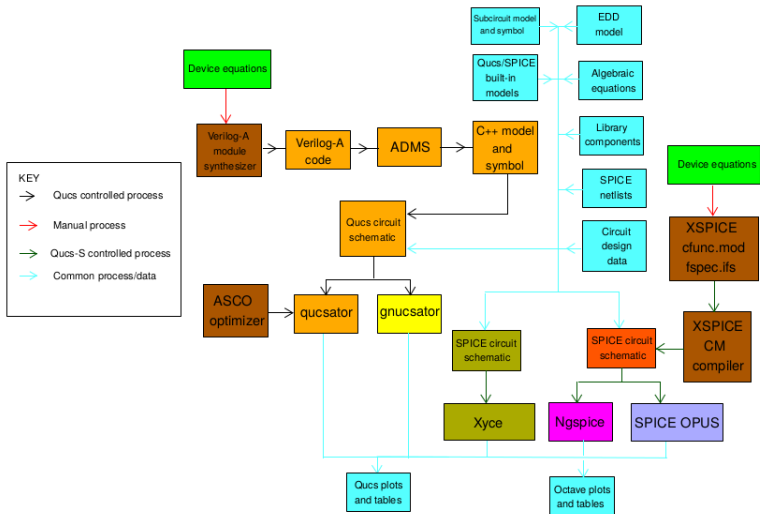 Subcircuit model
and symbol
EDD
model
Device equations
Qucs/SPICE
built-in
models
Algebraic
equations
Verilog-A
module
synthesizer
Verilog-A
code
ADMS
C++ model
and
symbol
Library
components
Device equations
KEY
Qucs controlled process
Manual process
Qucs-S controlled process
Common process/data
SPICE
netlists
Qucs circuit
schematic
Circuit
design
data
XSPICE
cfunc.mod
fspec.ifs
ASCO
optimizer
qucsator
gnucsator
SPICE circuit
schematic
SPICE circuit
schematic
XSPICE
CM
compiler
Xyce
Ngspice
SPICE OPUS
Qucs plots
and tables
Octave plots
and tables